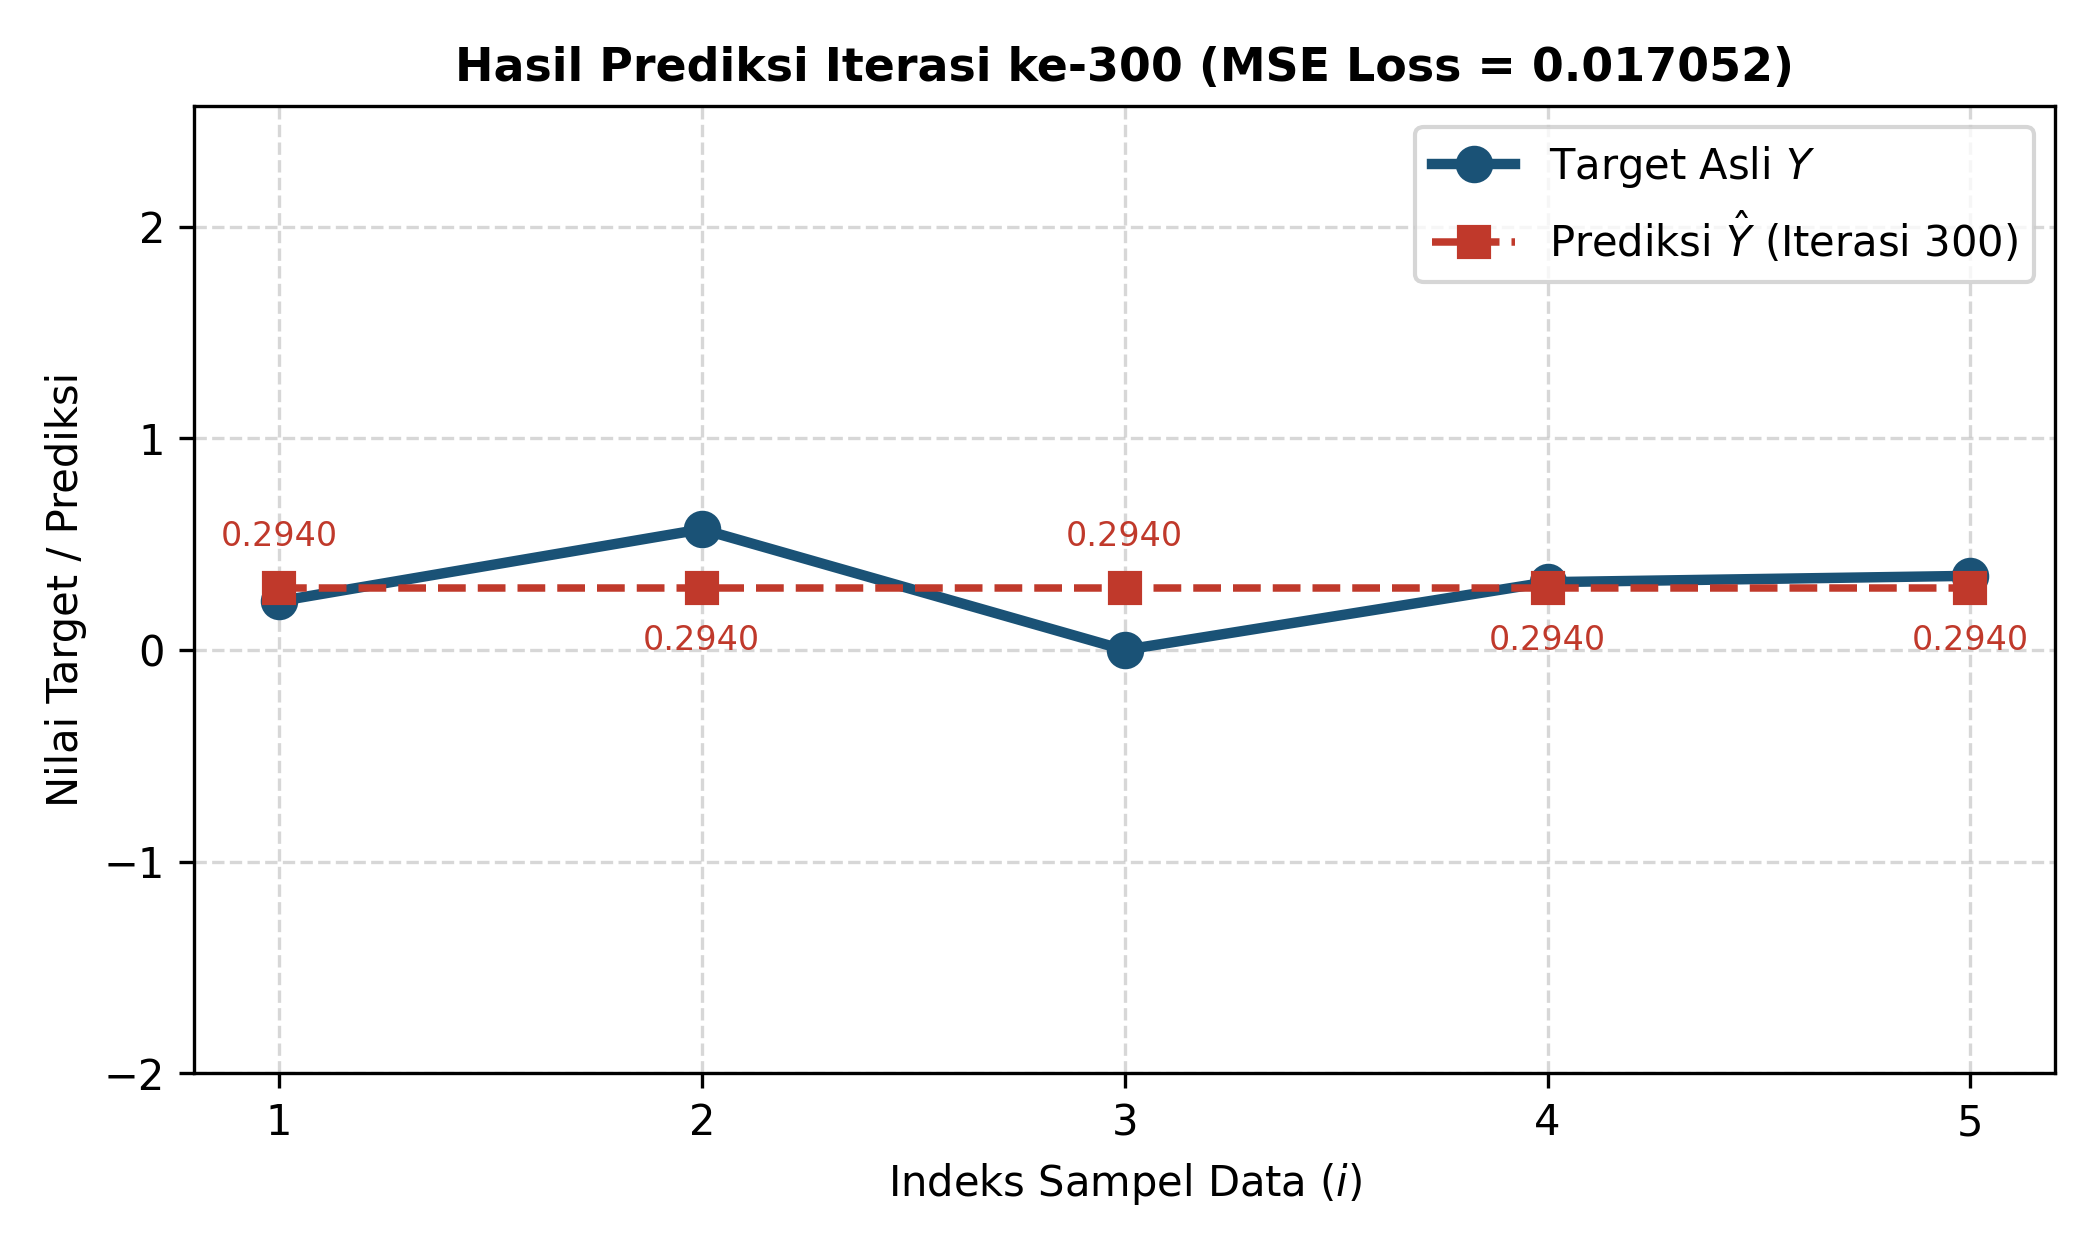 Hasil Prediksi Iterasi ke-300 (MSE Loss = 0.017052)
Target Asli Y
Prediksi Ŷ (Iterasi 300)
Nilai Target / Prediksi
2
1
0
−1
−2
0.2940
0.2940
0.2940
0.2940
0.2940
1 2 3 4 5
Indeks Sampel Data (i)